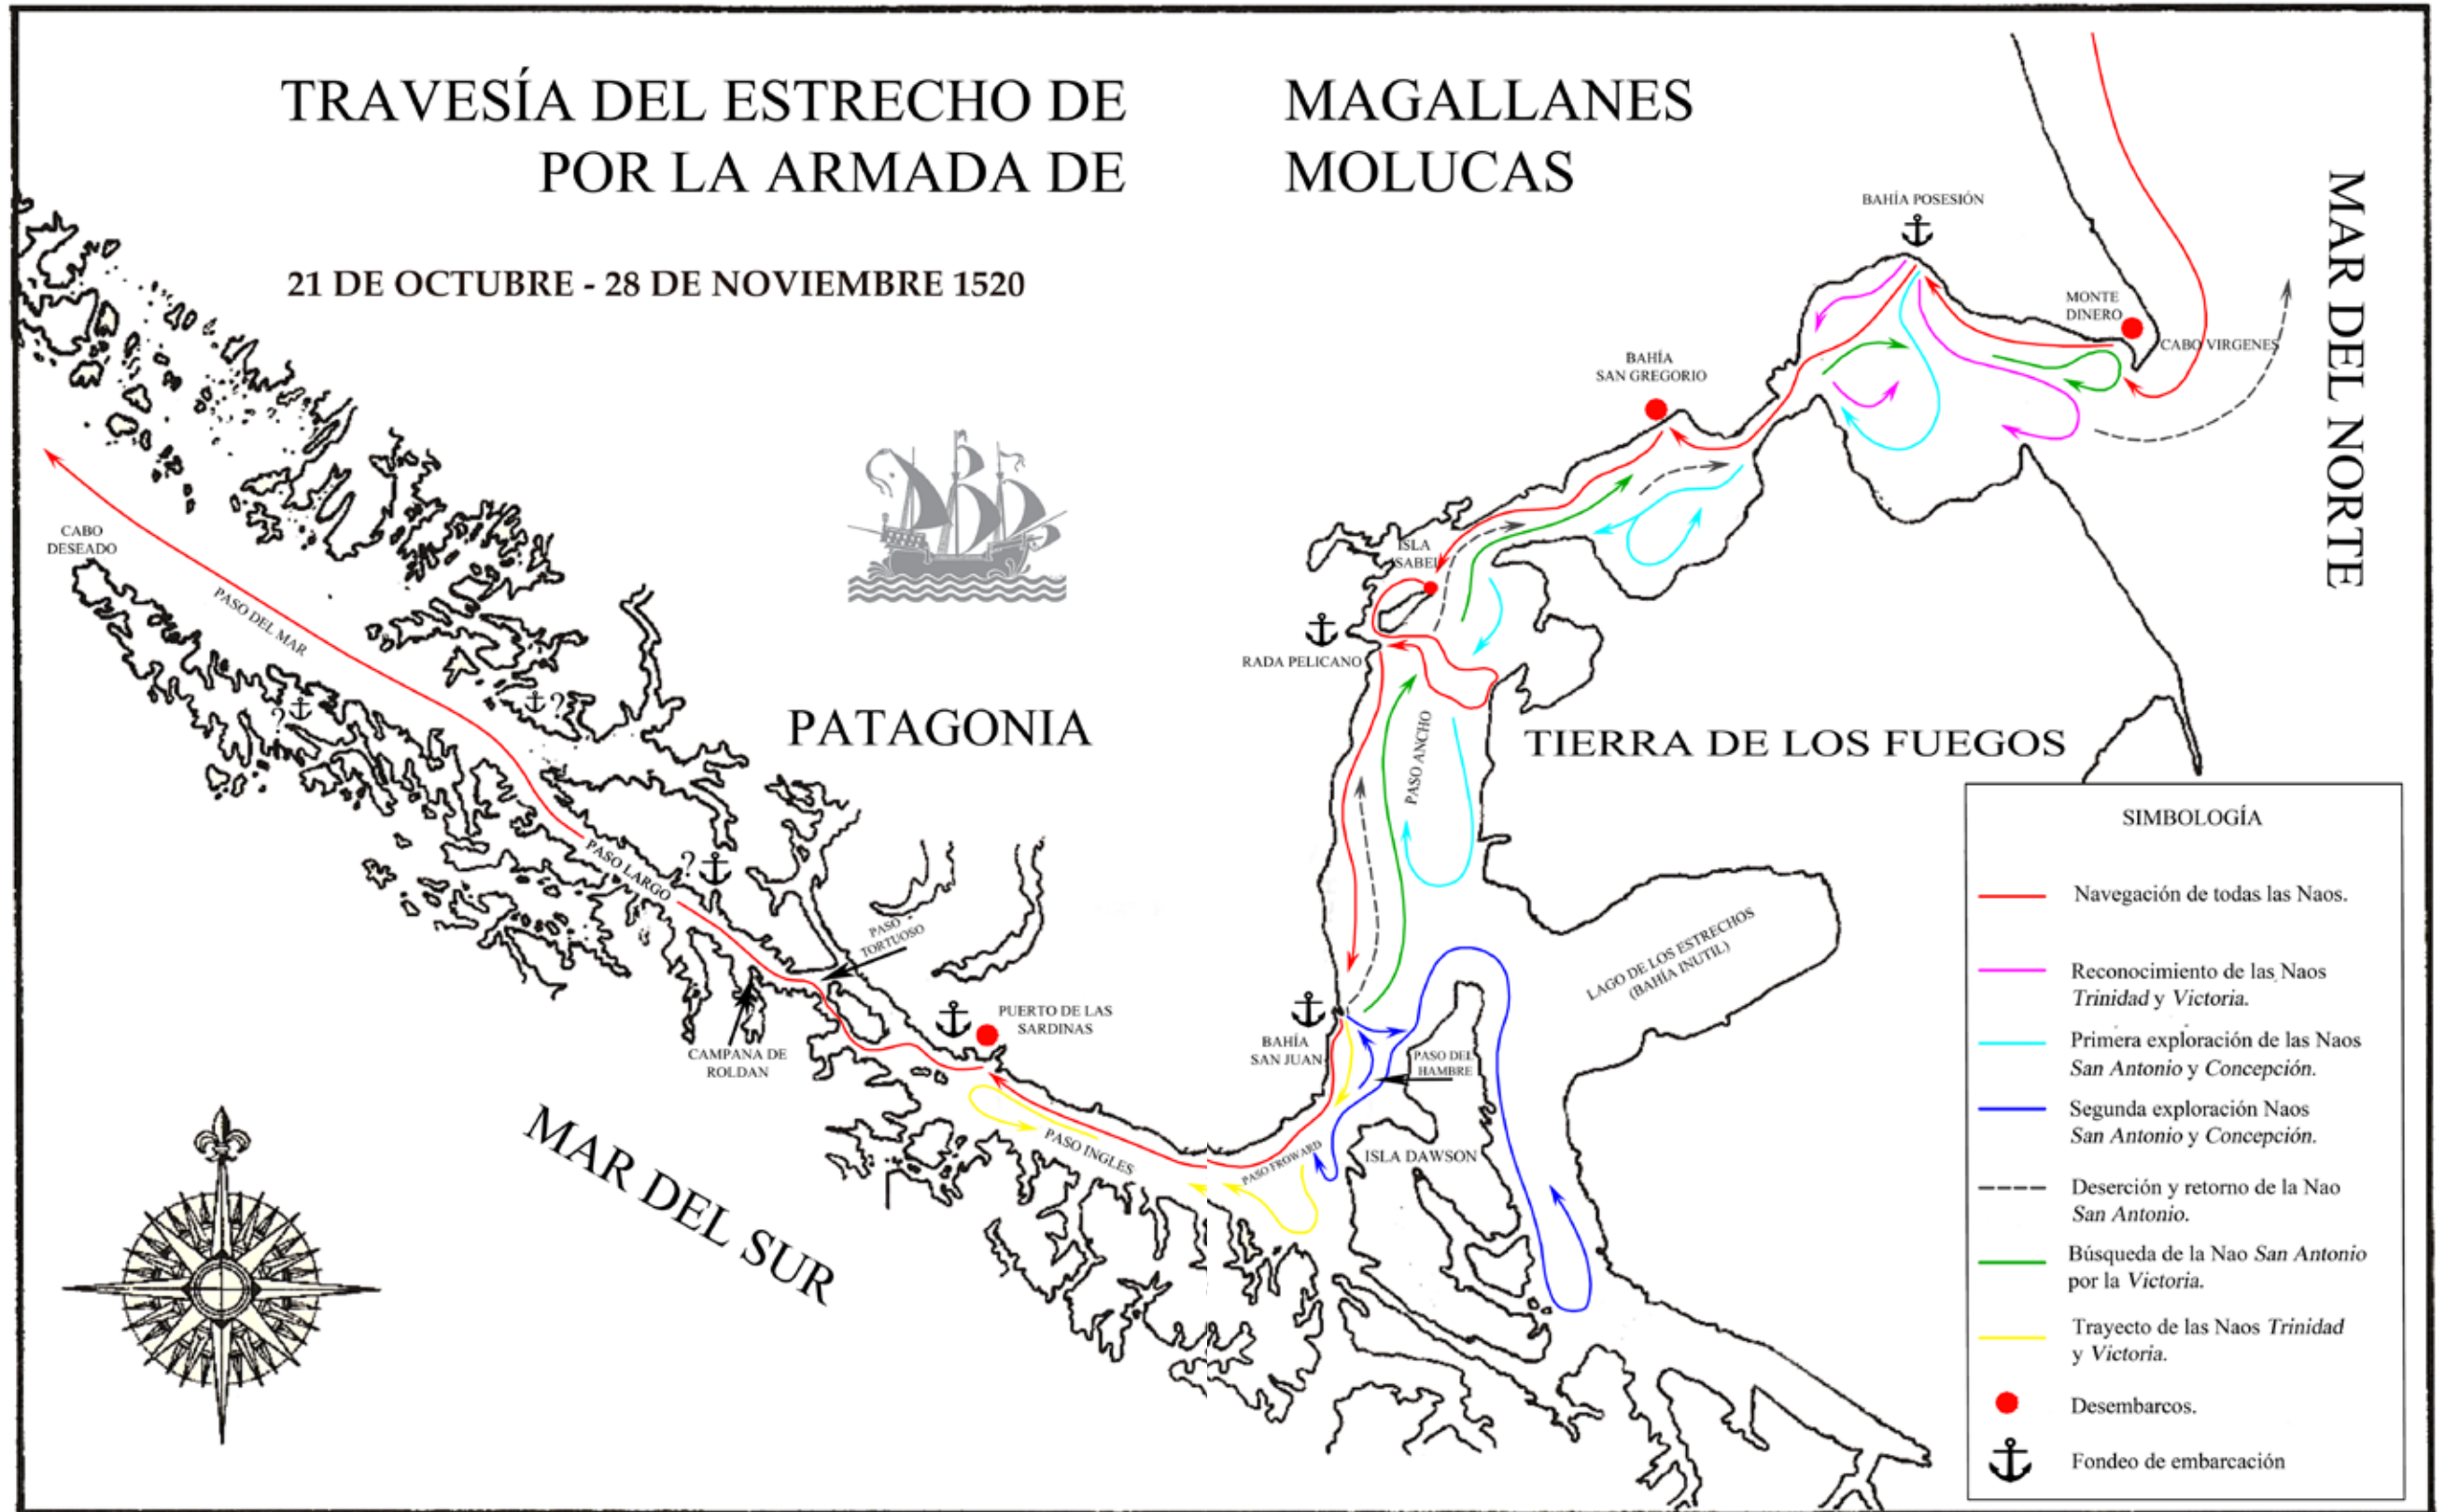 TRAVESÍA DEL ESTRECHO DE MAGALLANES
POR LA ARMADA DE MOLUCAS
21 DE OCTUBRE - 28 DE NOVIEMBRE 1520
MAR DEL NORTE
BAHÍA POSESIÓN
MONTE
DINERO
CABO VIRGENES
BAHÍA
SAN GREGORIO
ISLA
ISABEL
RADA PELICANO
CABO
DESEADO
PASO DEL MAR
?
?
PATAGONIA
PASO ANCHO
TIERRA DE LOS FUEGOS
?
PASO LARGO
PASO
TORTUOSO
LAGO DE LOS ESTRECHOS
(BAHÍA INUTIL)
PUERTO DE LAS
SARDINAS
CAMPANA DE
ROLDAN
BAHÍA
SAN JUAN
PASO DEL
HAMBRE
PASO INGLES
PASO FROWARD
ISLA DAWSON
MAR DEL SUR
SIMBOLOGÍA
Navegación de todas las Naos.
Reconocimiento de las Naos
Trinidad y Victoria.
Primera exploración de las Naos
San Antonio y Concepción.
Segunda exploración Naos
San Antonio y Concepción.
Deserción y retorno de la Nao
San Antonio.
Búsqueda de la Nao San Antonio
por la Victoria.
Trayecto de las Naos Trinidad
y Victoria.
Desembarcos.
Fondeo de embarcación